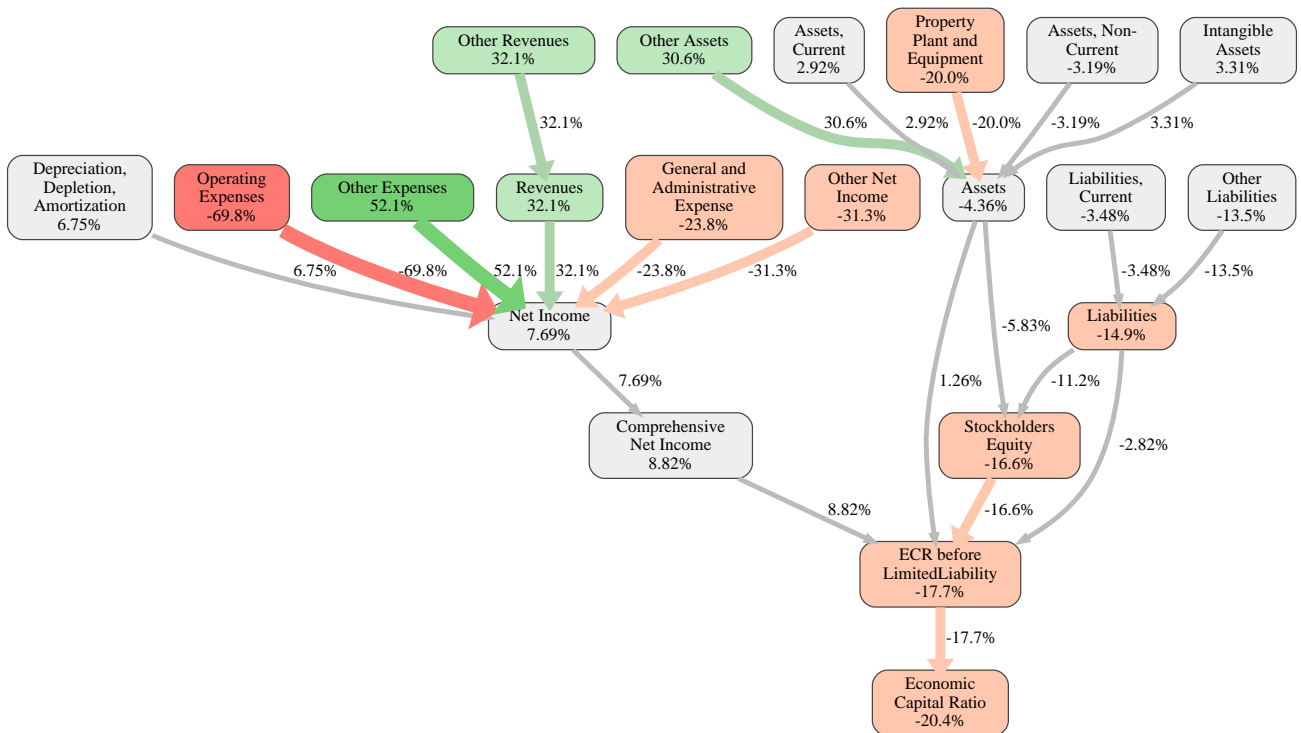 Other Revenues
32.1%
Other Assets
30.6%
Assets,
Current
2.92%
Property
Plant and
Equipment
-20.0%
Assets, Non-
Current
-3.19%
Intangible
Assets
3.31%
32.1%
30.6%
2.92%
-20.0%
-3.19%
3.31%
Depreciation,
Depletion,
Amortization
6.75%
Operating
Expenses
-69.8%
Other Expenses
52.1%
Revenues
32.1%
General and
Administrative
Expense
-23.8%
Other Net
Income
-31.3%
Assets
-4.36%
Liabilities,
Current
-3.48%
Other
Liabilities
-13.5%
6.75%
-69.8%
52.1%
32.1%
-23.8%
-31.3%
-3.48%
-13.5%
Net Income
7.69%
Liabilities
-14.9%
-5.83%
7.69%
1.26%
-11.2%
Comprehensive
Net Income
8.82%
Stockholders
Equity
-16.6%
-2.82%
8.82%
-16.6%
ECR before
LimitedLiability
-17.7%
-17.7%
Economic
Capital Ratio
-20.4%